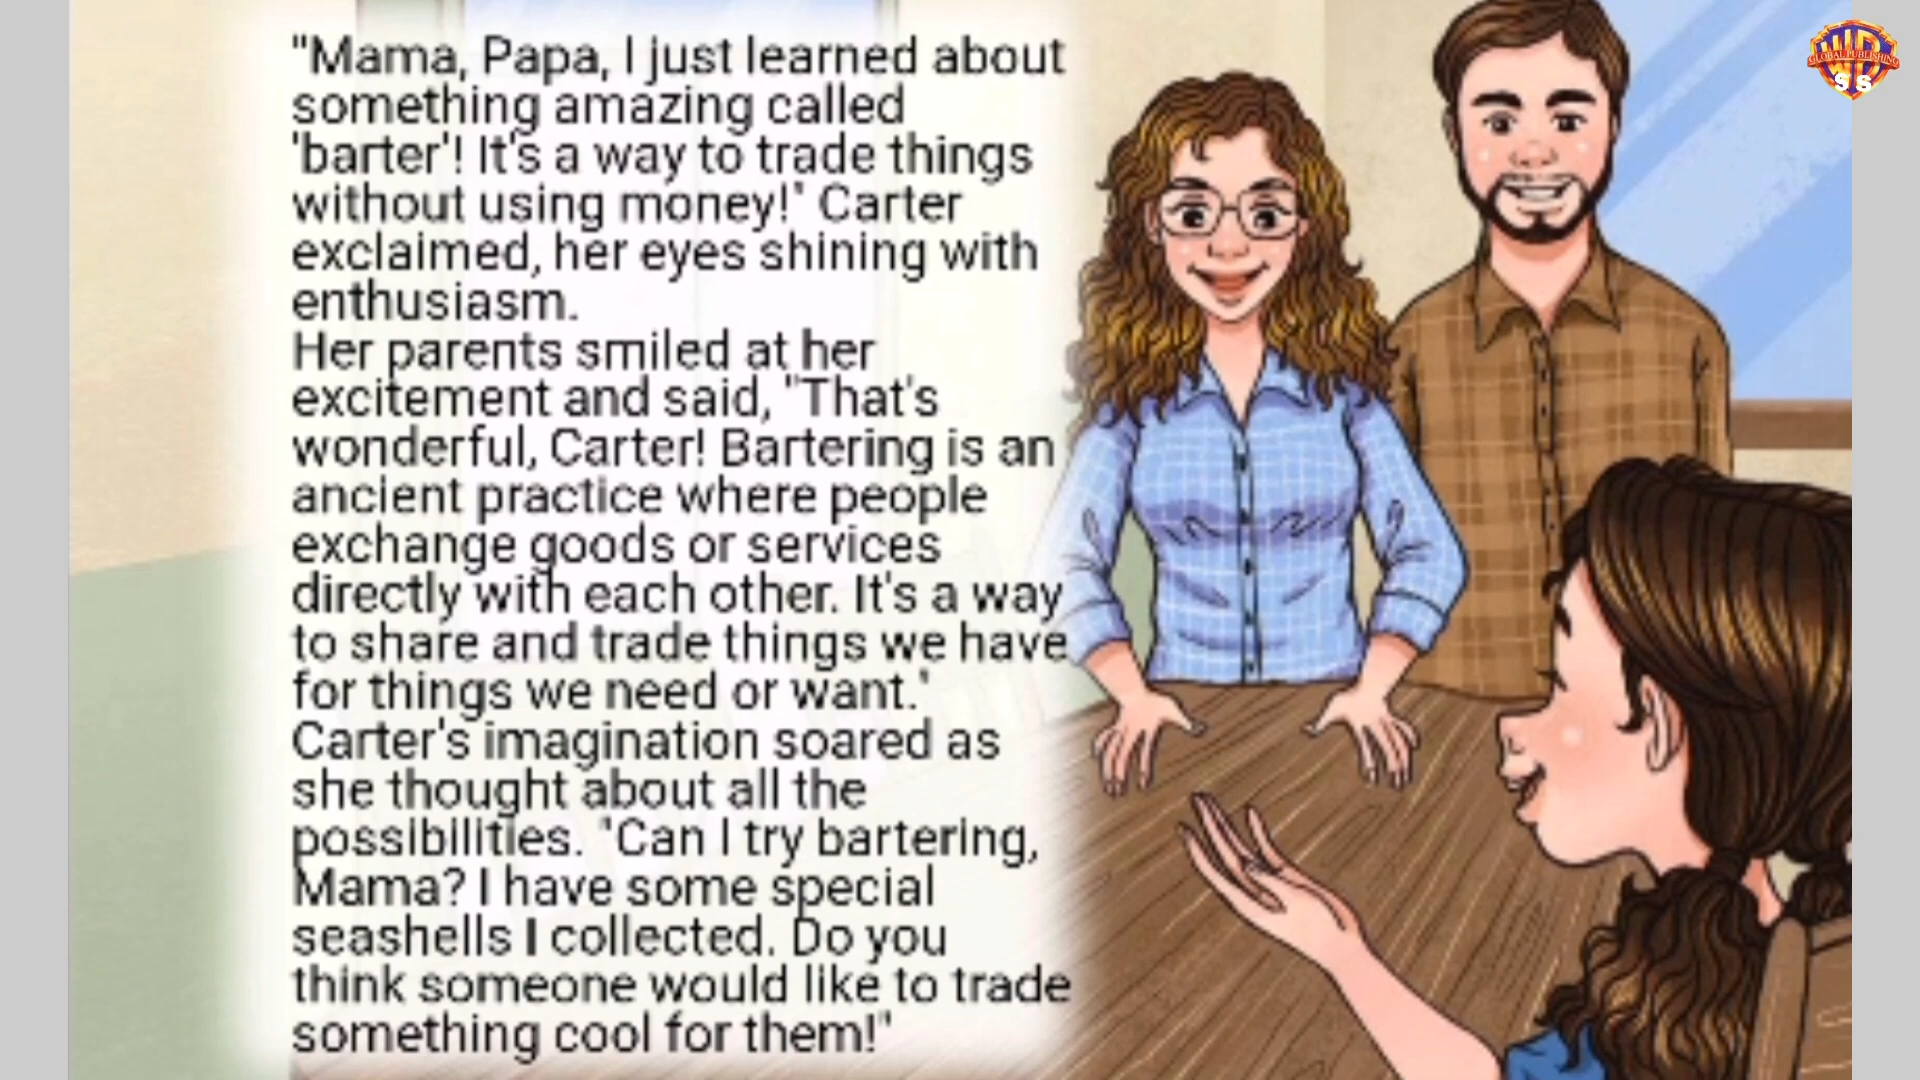 "Mama, Papa, I just learned about
something amazing called
'barter'! It's a way to trade things
without using money!" Carter
exclaimed, her eyes shining with
enthusiasm.
Her parents smiled at her
excitement and said, "That's
wonderful, Carter! Bartering is an
ancient practice where people
exchange goods or services
directly with each other. It's a way
to share and trade things we have
for things we need or want."
Carter's imagination soared as
she thought about all the
possibilities. "Can I try bartering,
Mama? I have some special
seashells I collected. Do you
think someone would like to trade
something cool for them!"
GLOBAL PUBLISHING